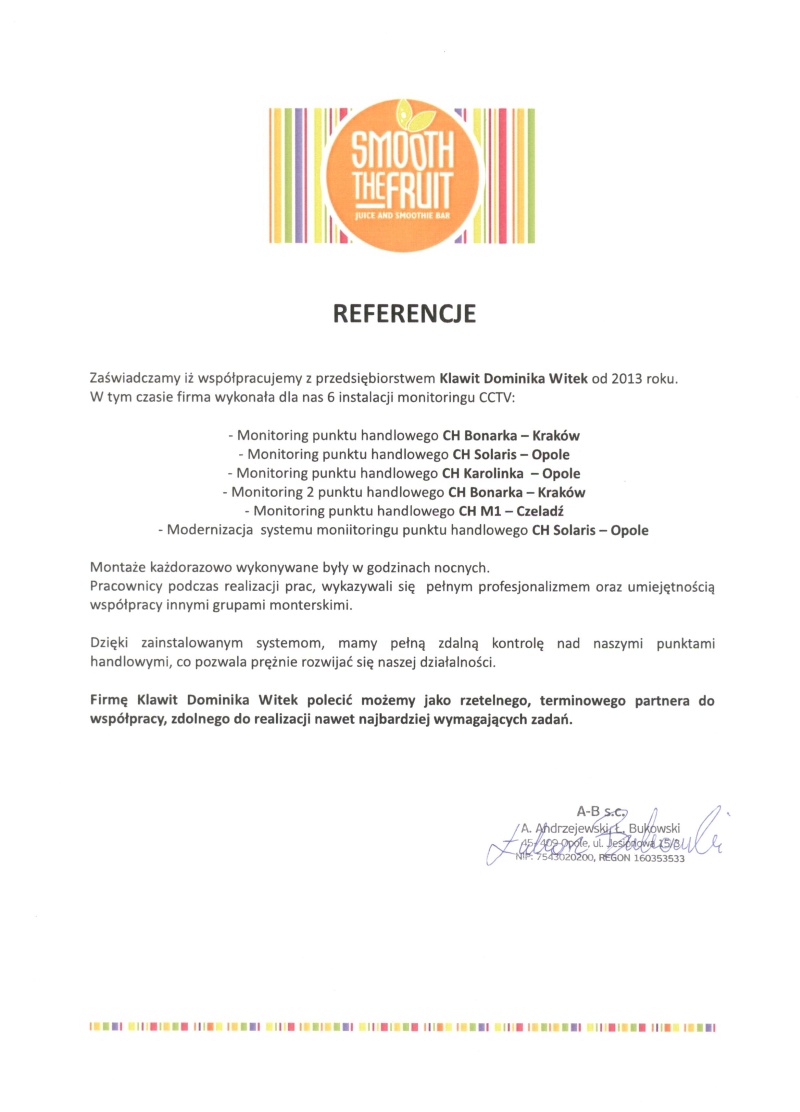 SMOOTH
THE FRUIT
JUICE AND SMOOTHIE BAR
REFERENCJE
Zaświadczamy iż współpracujemy z przedsiębiorstwem Klawit Dominika Witek od 2013 roku.
W tym czasie firma wykonała dla nas 6 instalacji monitoringu CCTV:
- Monitoring punktu handlowego CH Bonarka – Kraków
- Monitoring punktu handlowego CH Solaris – Opole
- Monitoring punktu handlowego CH Karolinka – Opole
- Monitoring 2 punktu handlowego CH Bonarka – Kraków
- Monitoring punktu handlowego CH M1 – Czeladź
- Modernizacja systemu moniitoringu punktu handlowego CH Solaris – Opole
Montaże każdorazowo wykonywane były w godzinach nocnych.
Pracownicy podczas realizacji prac, wykazywali się pełnym profesjonalizmem oraz umiejętnością
współpracy innymi grupami monterskimi.
Dzięki zainstalowanym systemom, mamy pełną zdalną kontrolę nad naszymi punktami
handlowymi, co pozwala prężnie rozwijać się naszej działalności.
Firmę Klawit Dominika Witek polecić możemy jako rzetelnego, terminowego partnera do
współpracy, zdolnego do realizacji nawet najbardziej wymagających zadań.
A-B s.c.
A. Andrzejewski, Ł. Bukowski
45-409 Opole, ul. Jesionowa 15/8
NIP: 7543020200, REGON 160353533